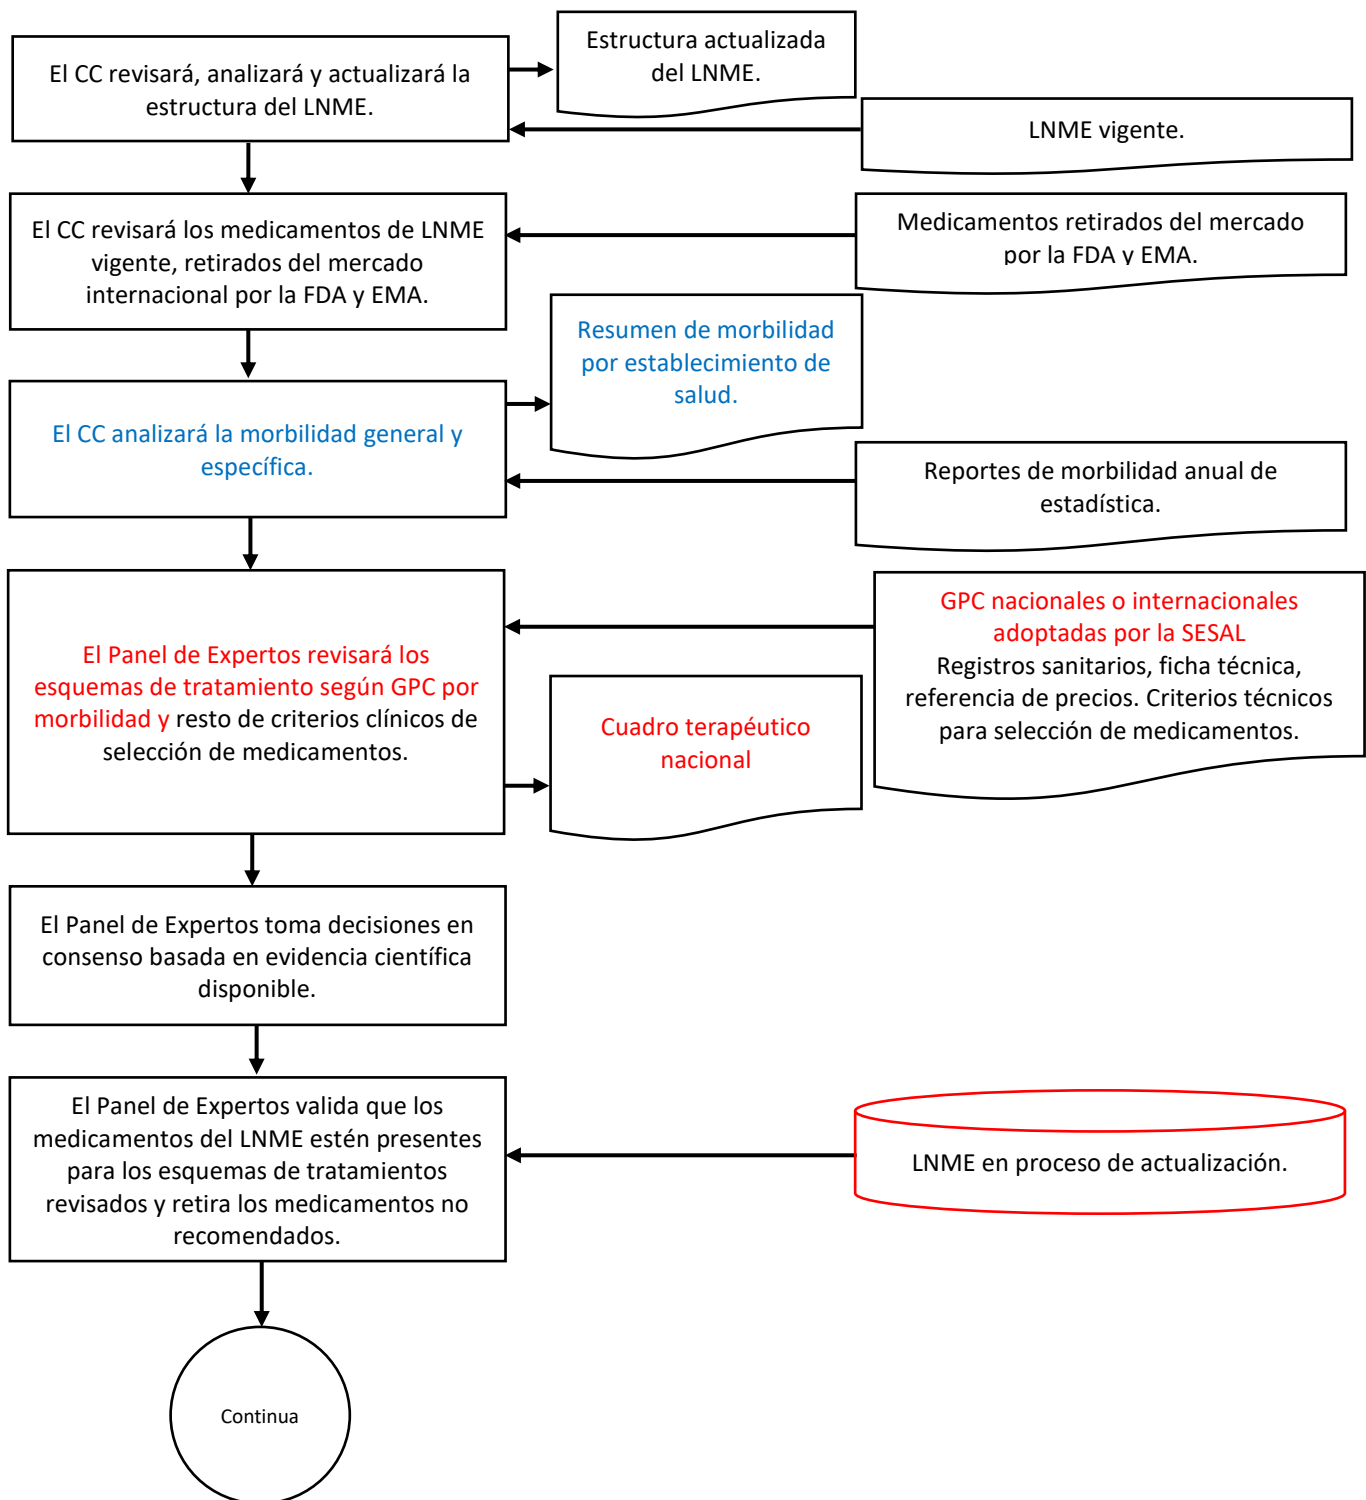 El CC revisará, analizará y actualizará la
estructura del LNME.
Estructura actualizada
del LNME.
LNME vigente.
El CC revisará los medicamentos de LNME
vigente, retirados del mercado
internacional por la FDA y EMA.
Medicamentos retirados del mercado
por la FDA y EMA.
Resumen de morbilidad
por establecimiento de
salud.
El CC analizará la morbilidad general y
específica.
Reportes de morbilidad anual de
estadística.
El Panel de Expertos revisará los
esquemas de tratamiento según GPC por
morbilidad y resto de criterios clínicos de
selección de medicamentos.
GPC nacionales o internacionales
adoptadas por la SESAL
Registros sanitarios, ficha técnica,
referencia de precios. Criterios técnicos
para selección de medicamentos.
Cuadro terapéutico
nacional
El Panel de Expertos toma decisiones en
consenso basada en evidencia científica
disponible.
El Panel de Expertos valida que los
medicamentos del LNME estén presentes
para los esquemas de tratamientos
revisados y retira los medicamentos no
recomendados.
LNME en proceso de actualización.
Continua